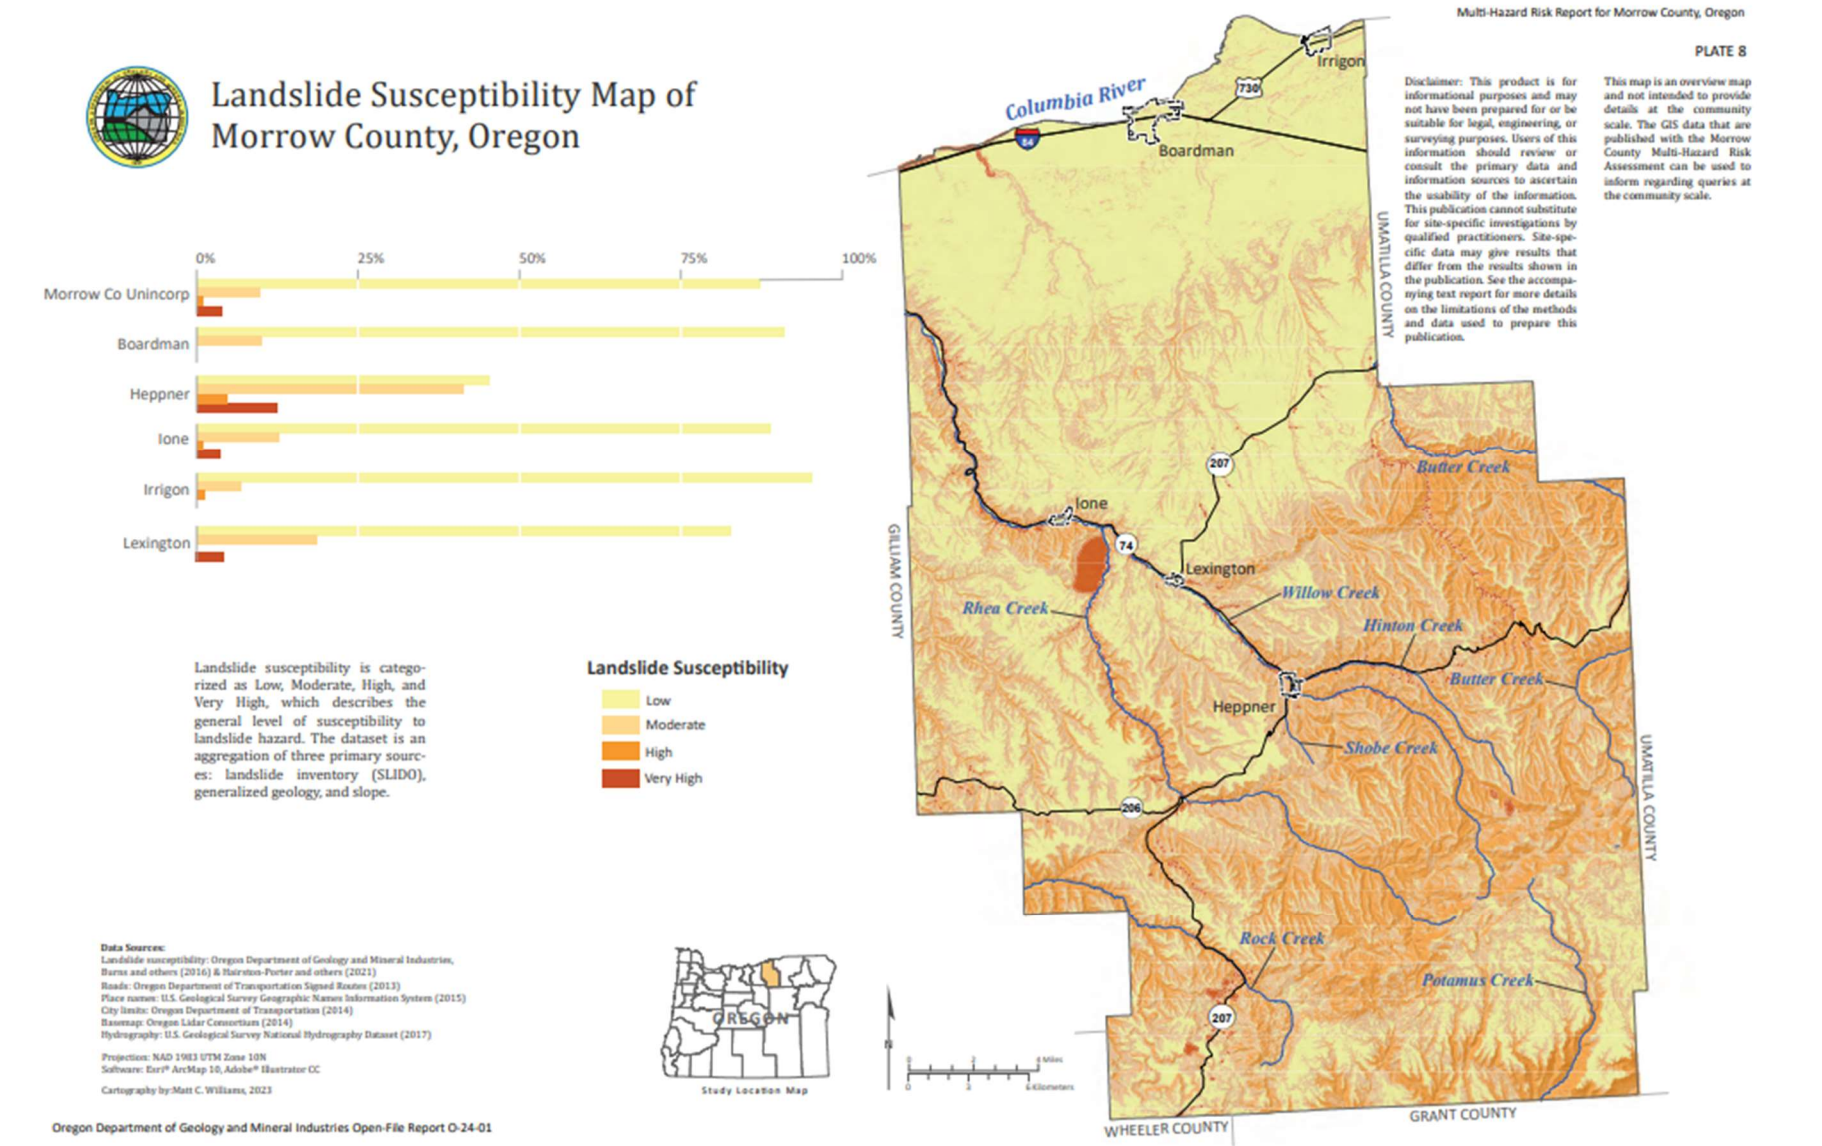 Multi-Hazard Risk Report for Morrow County, Oregon
PLATE 8
Landslide Susceptibility Map of
Morrow County, Oregon
0%
25%
50%
75%
100%
Morrow Co Unincorp
Boardman
Heppner
Ione
Irrigon
Lexington
Landslide susceptibility is catego-
rized as Low, Moderate, High, and
Very High, which describes the
general level of susceptibility to
landslide hazard. The dataset is an
aggregation of three primary sourc-
es: landslide inventory (SLIDO),
generalized geology, and slope.
Landslide Susceptibility
Low
Moderate
High
Very High
Data Sources:
Landslide susceptibility: Oregon Department of Geology and Mineral Industries,
Burns and others (2016) & Hairston-Porter and others (2021)
Roads: Oregon Department of Transportation Signed Routes (2013)
Place names: U.S. Geological Survey Geographic Names Information System (2015)
City limits: Oregon Department of Transportation (2014)
Basemap: Oregon Lidar Consortium (2014)
Hydrography: U.S. Geological Survey National Hydrography Dataset (2017)
Projection: NAD 1983 UTM Zone 10N
Software: Esri® ArcMap 10, Adobe® Illustrator CC
Cartography by:Matt C. Williams, 2023
Oregon Department of Geology and Mineral Industries Open-File Report O-24-01
OREGON
Study Location Map
N
0
2
4 Miles
0
3
6 Kilometers
Columbia River
Irrigon
730
84
Boardman
UMATILLA COUNTY
207
Butter Creek
Ione
74
Lexington
GILLIAM COUNTY
Rhea Creek
Willow Creek
Hinton Creek
Butter Creek
Heppner
Shobe Creek
206
UMATILLA COUNTY
Rock Creek
Potamus Creek
207
WHEELER COUNTY
GRANT COUNTY
Disclaimer: This product is for
informational purposes and may
not have been prepared for or be
suitable for legal, engineering, or
surveying purposes. Users of this
information should review or
consult the primary data and
information sources to ascertain
the usability of the information.
This publication cannot substitute
for site-specific investigations by
qualified practitioners. Site-spe-
cific data may give results that
differ from the results shown in
the publication. See the accompa-
nying text report for more details
on the limitations of the methods
and data used to prepare this
publication.
This map is an overview map
and not intended to provide
details at the community
scale. The GIS data that are
published with the Morrow
County Multi-Hazard Risk
Assessment can be used to
inform regarding queries at
the community scale.